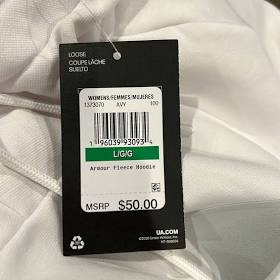 LOOSE
COUPE LÂCHE
SUELTO
WOMENS/FEMMES/MUJERES
1373070 AVY 100
1 96039 93093 4
L/G/G
Armour Fleece Hoodie
MSRP $50.00
UA.COM